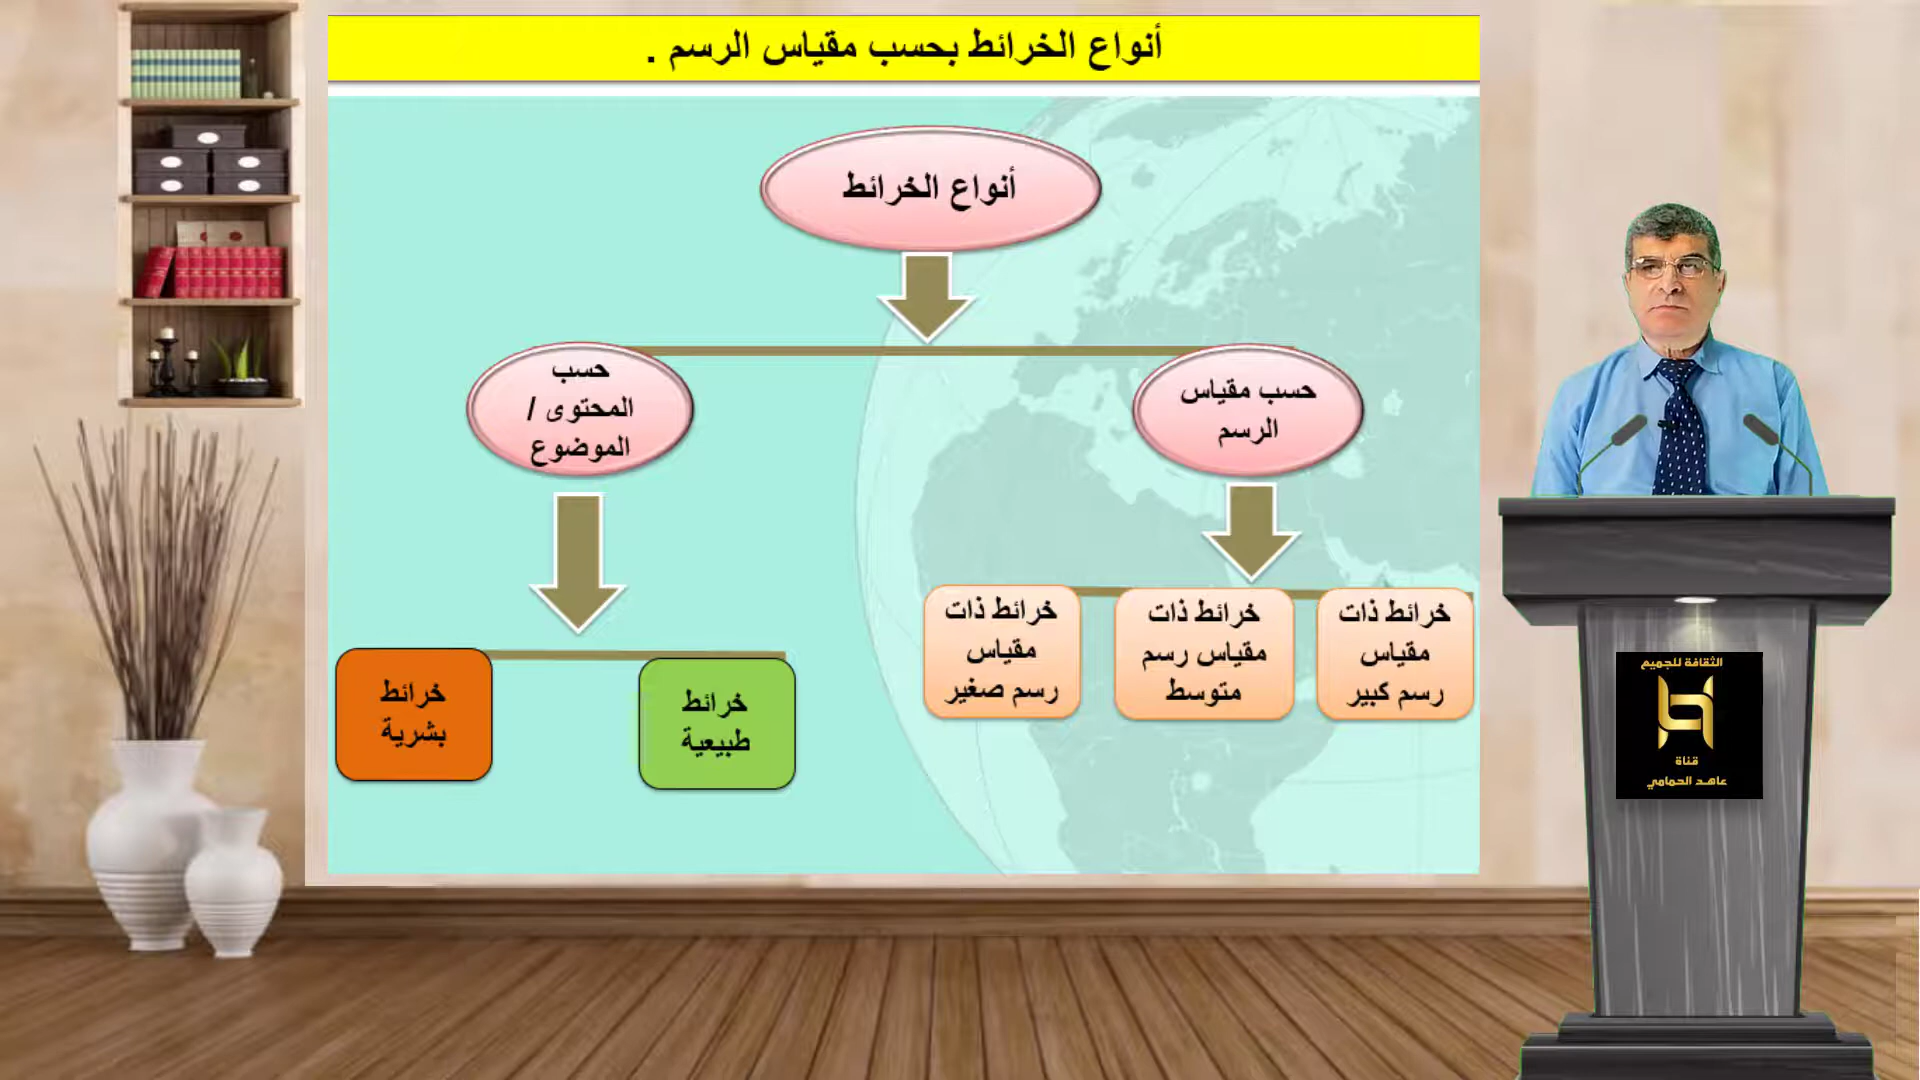 أنواع الخرائط بحسب مقياس الرسم .
أنواع الخرائط
حسب مقياس
الرسم
حسب
المحتوى /
الموضوع
خرائط ذات
مقياس
رسم كبير
خرائط ذات
مقياس رسم
متوسط
خرائط ذات
مقياس
رسم صغير
خرائط
طبيعية
خرائط
بشرية
الثقافة للجميع
قناة
عاهد الحمامي